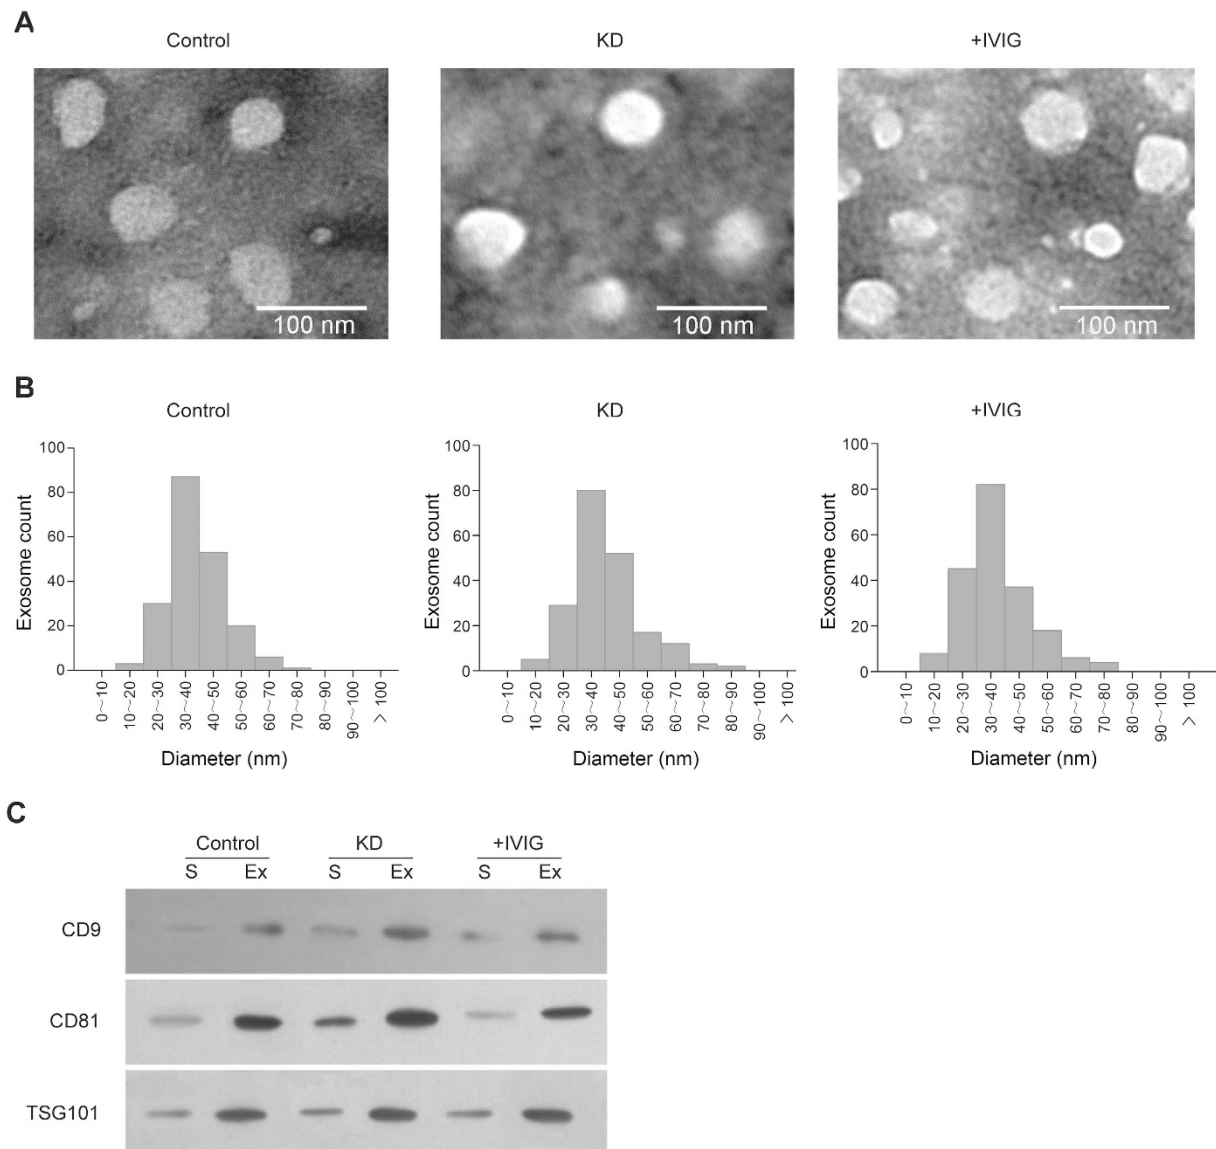 A
Control
KD
+IVIG
100 nm
100 nm
100 nm
B
Control
KD
+IVIG
Exosome count
100
80
60
40
20
0
0~10
10~20
20~30
30~40
40~50
50~60
60~70
70~80
80~90
90~100
> 100
Diameter (nm)
Exosome count
100
80
60
40
20
0
0~10
10~20
20~30
30~40
40~50
50~60
60~70
70~80
80~90
90~100
> 100
Diameter (nm)
Exosome count
100
80
60
40
20
0
0~10
10~20
20~30
30~40
40~50
50~60
60~70
70~80
80~90
90~100
> 100
Diameter (nm)
C
Control KD +IVIG
S Ex S Ex S Ex
CD9
CD81
TSG101